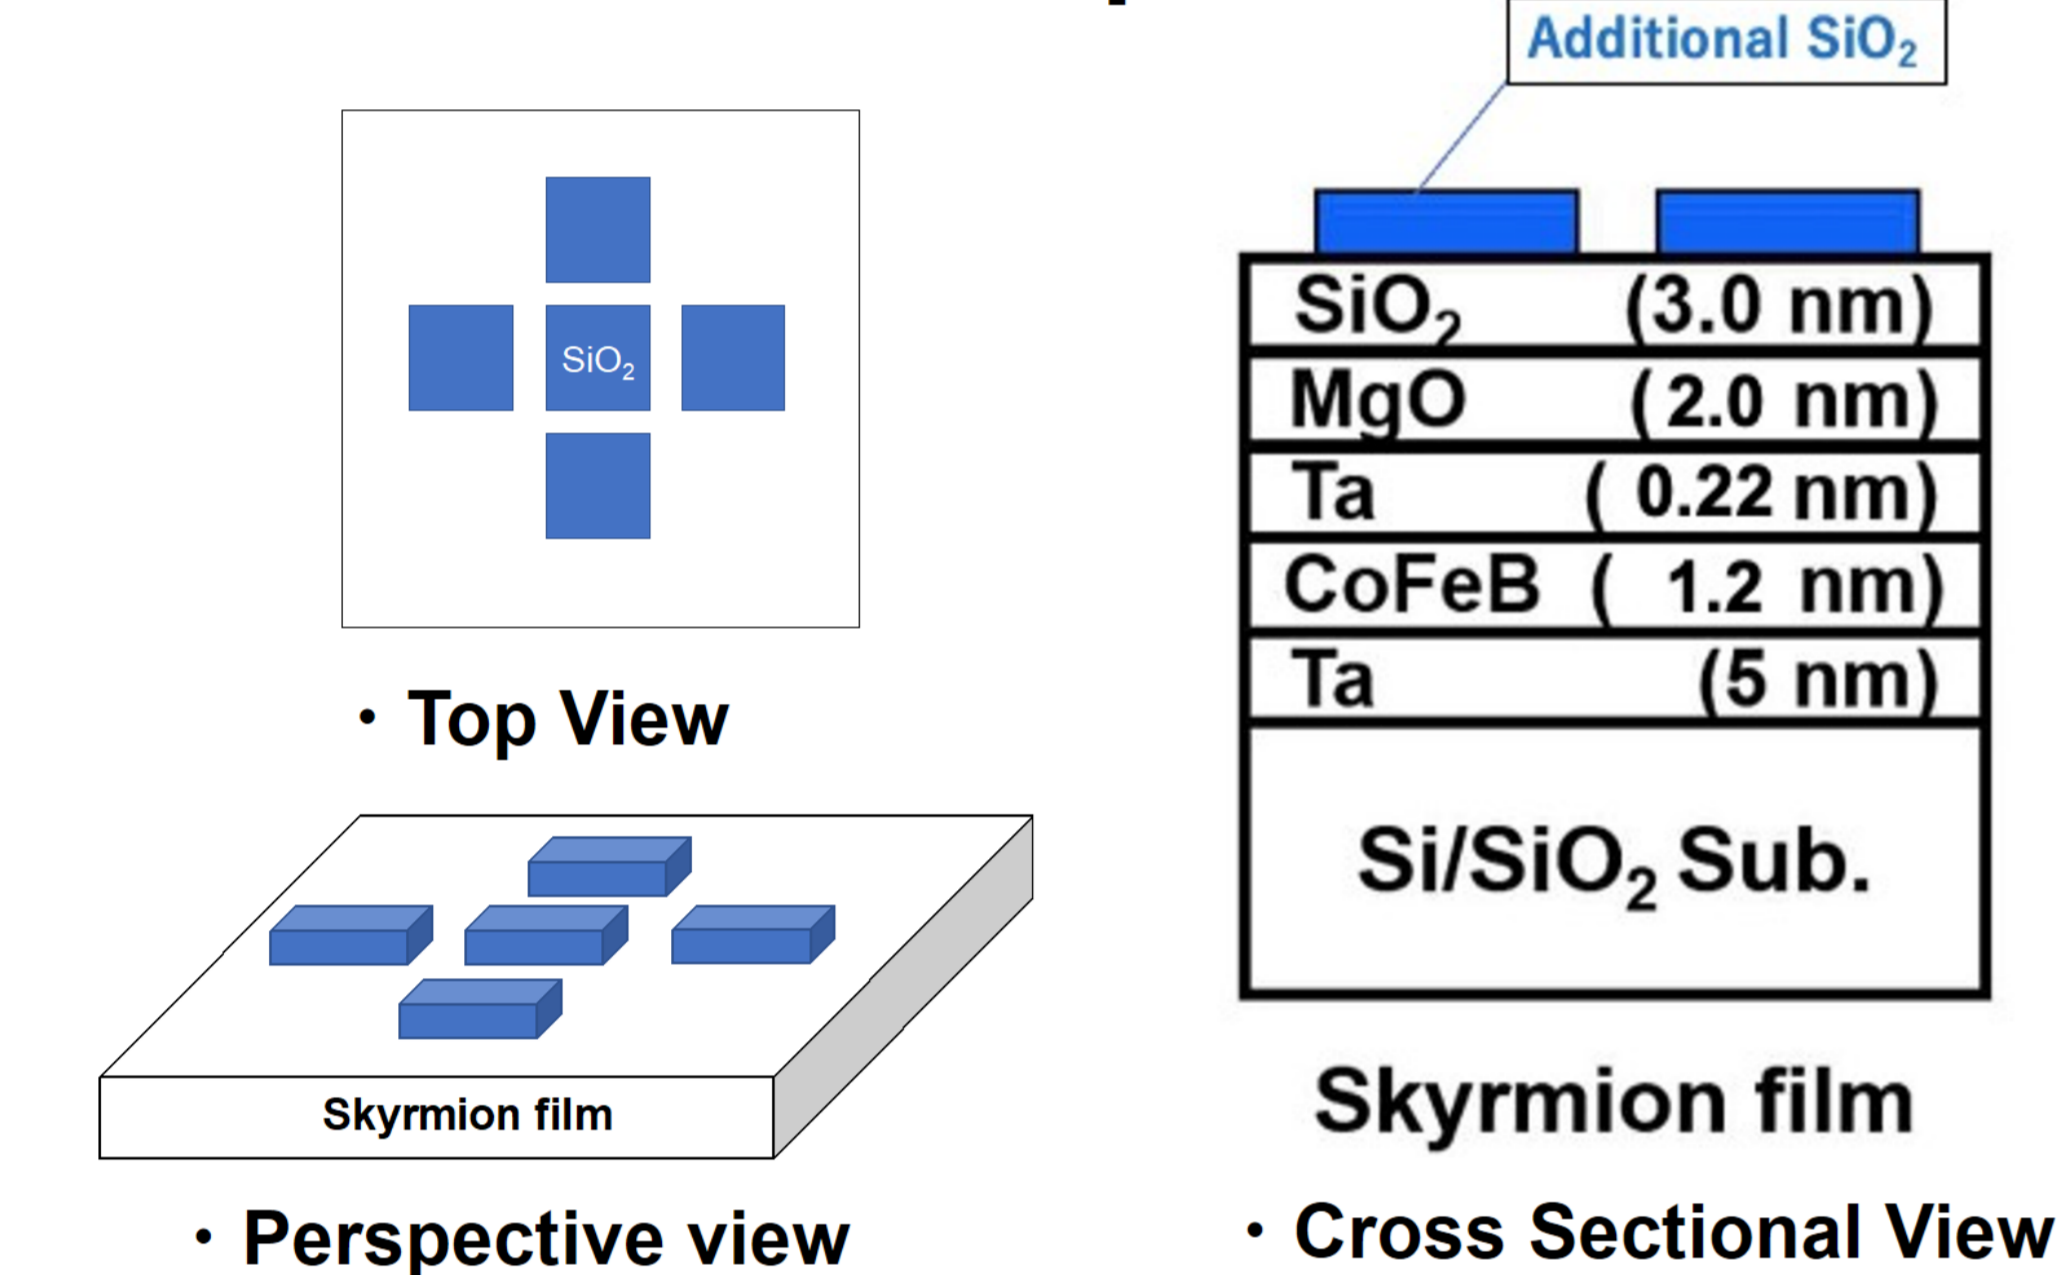 SiO₂
・Top View
Skyrmion film
・Perspective view
Additional SiO₂
SiO₂ (3.0 nm)
MgO (2.0 nm)
Ta ( 0.22 nm)
CoFeB ( 1.2 nm)
Ta (5 nm)
Si/SiO₂ Sub.
Skyrmion film
・Cross Sectional View